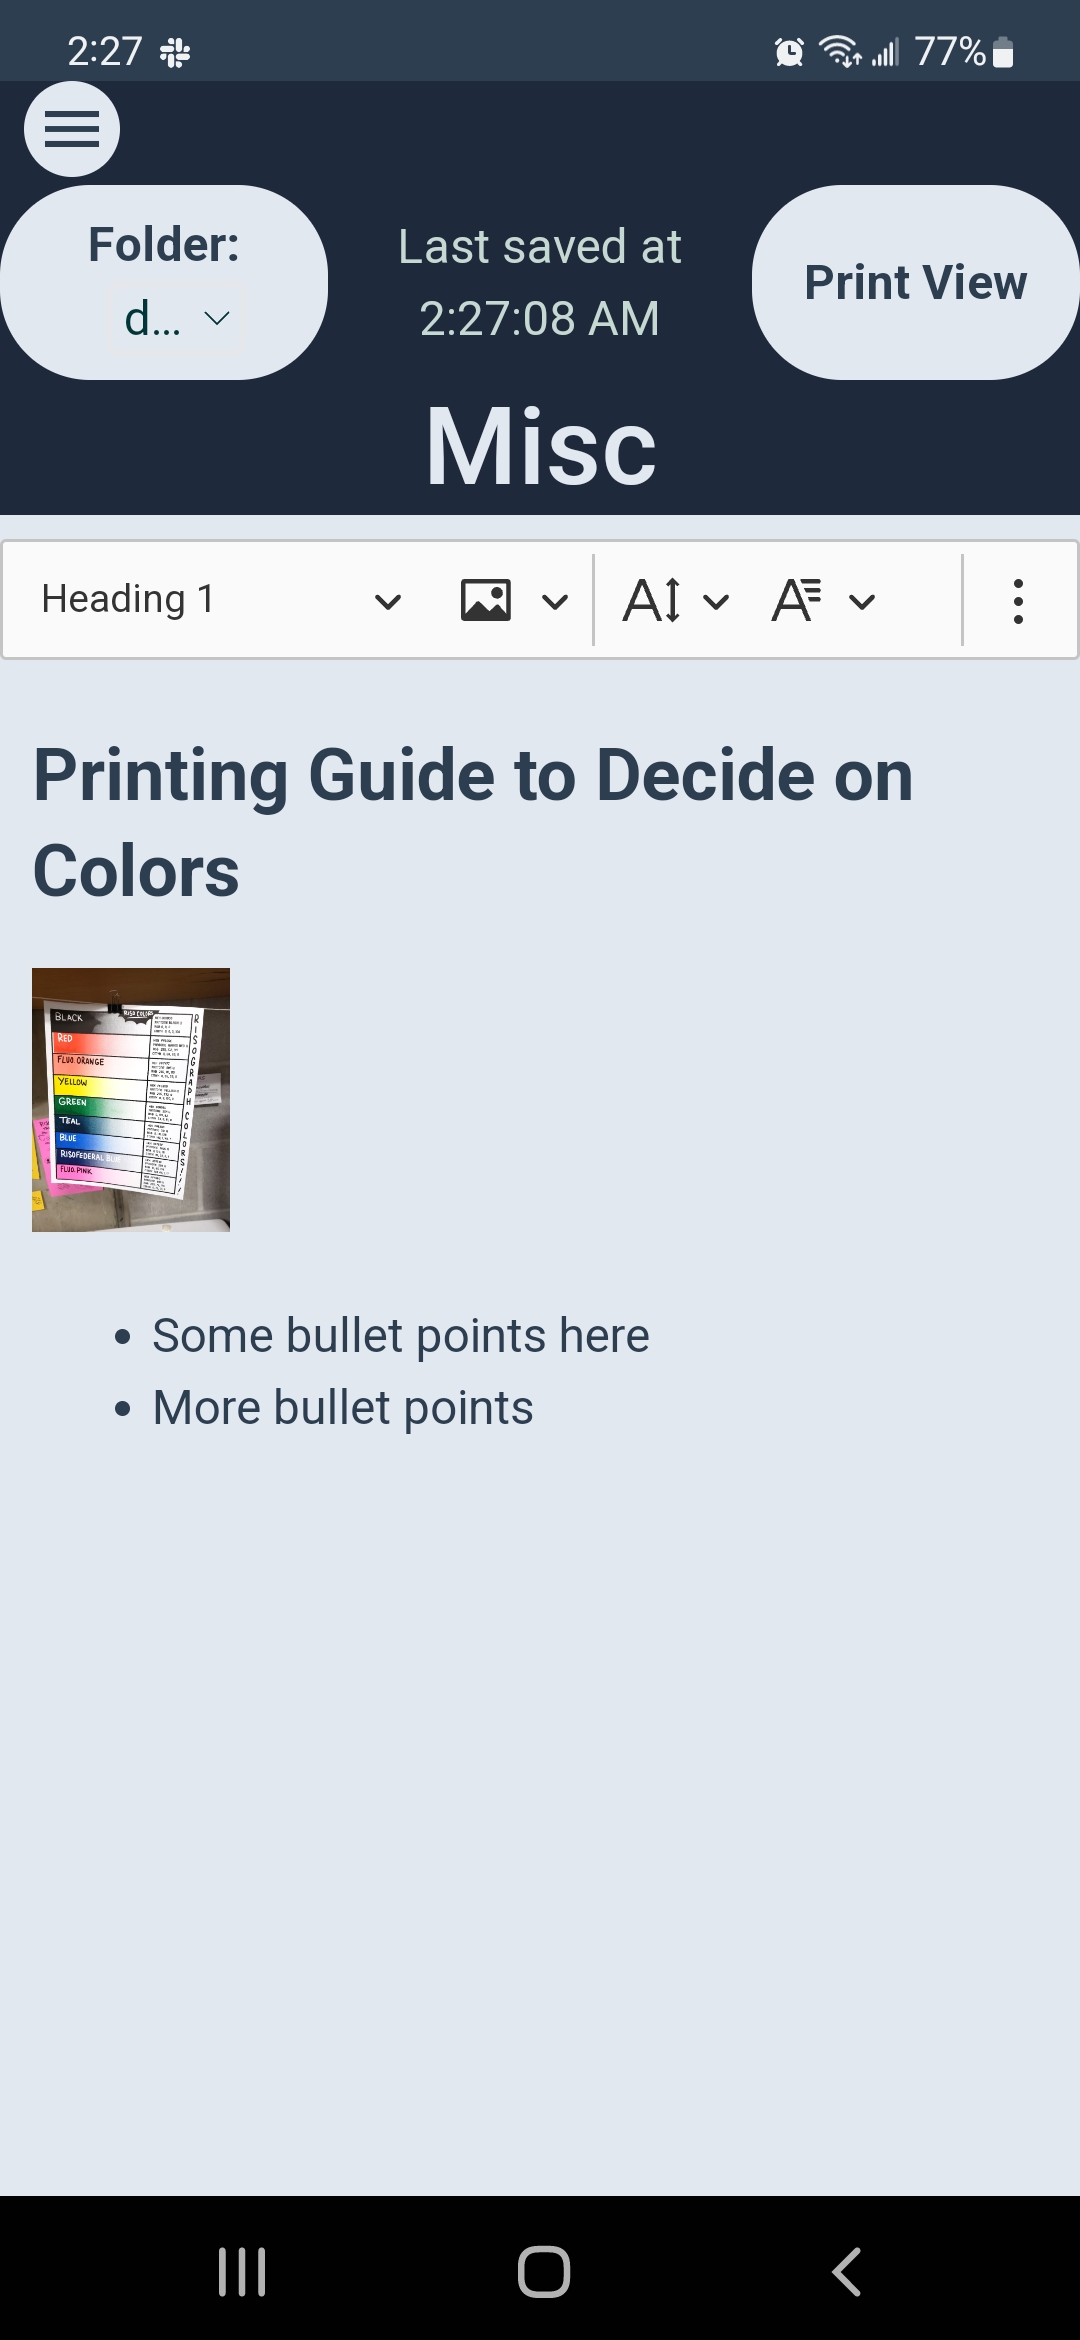 2:27
77%
Folder:
d...
Last saved at
2:27:08 AM
Print View
Misc
Heading 1
Printing Guide to Decide on
Colors
BLACK
RISO COLORS
RED
FLUO. ORANGE
YELLOW
GREEN
TEAL
BLUE
RISOFEDERAL BLUE
FLUO. PINK
RISOGRAPH COLORS
Some bullet points here
More bullet points